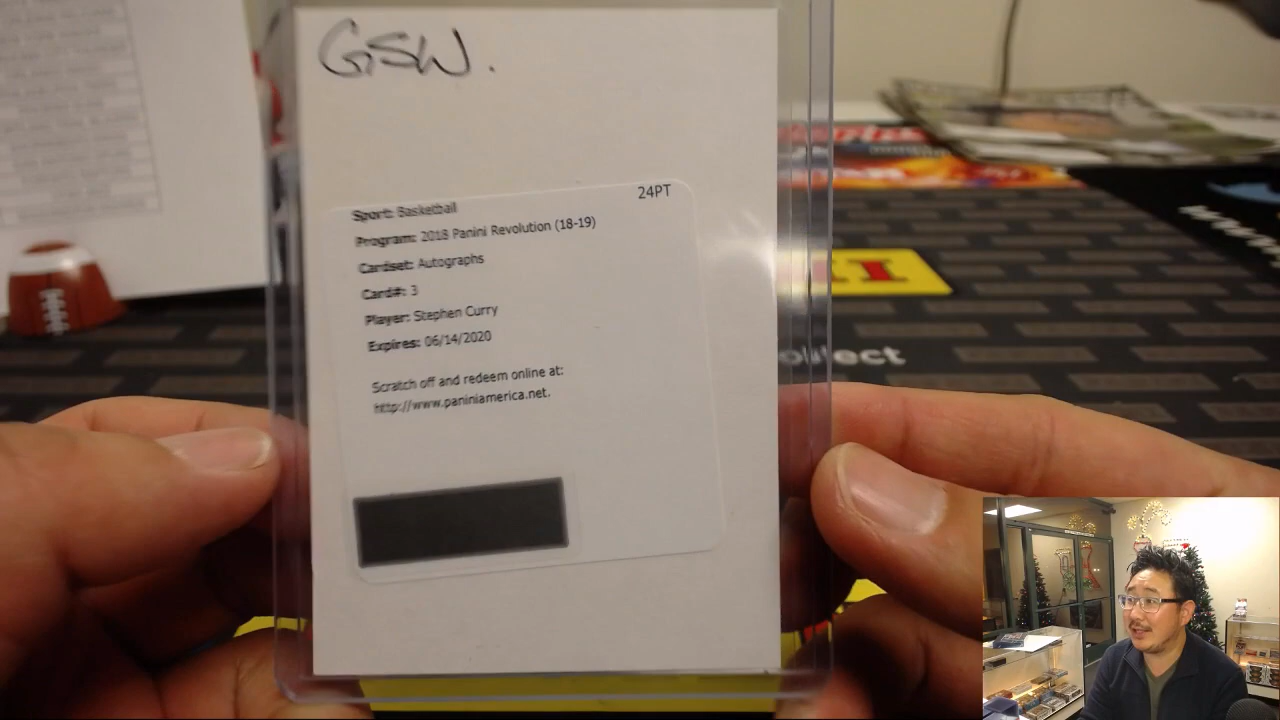 GSW.
24PT
Sport: Basketball
Program: 2018 Panini Revolution (18-19)
Cardset: Autographs
Card#: 3
Player: Stephen Curry
Expires: 06/14/2020
Scratch off and redeem online at:
http://www.paniniamerica.net.